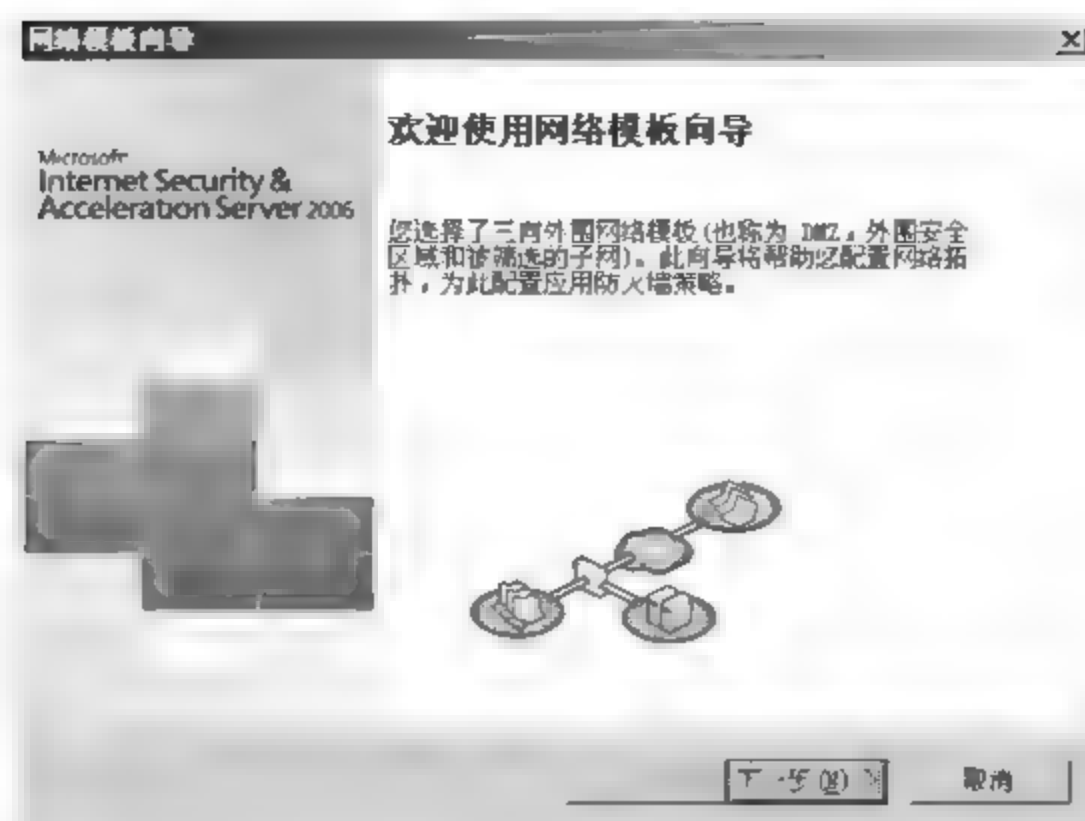 网络模板向导
欢迎使用网络模板向导
Microsoft
Internet Security &
Acceleration Server 2006
您选择了三向外围网络模板(也称为 DMZ，外围安全
区域和被筛选的子网)。此向导将帮助您配置网络拓
扑，为此配置应用防火墙策略。
下一步(N) >
取消